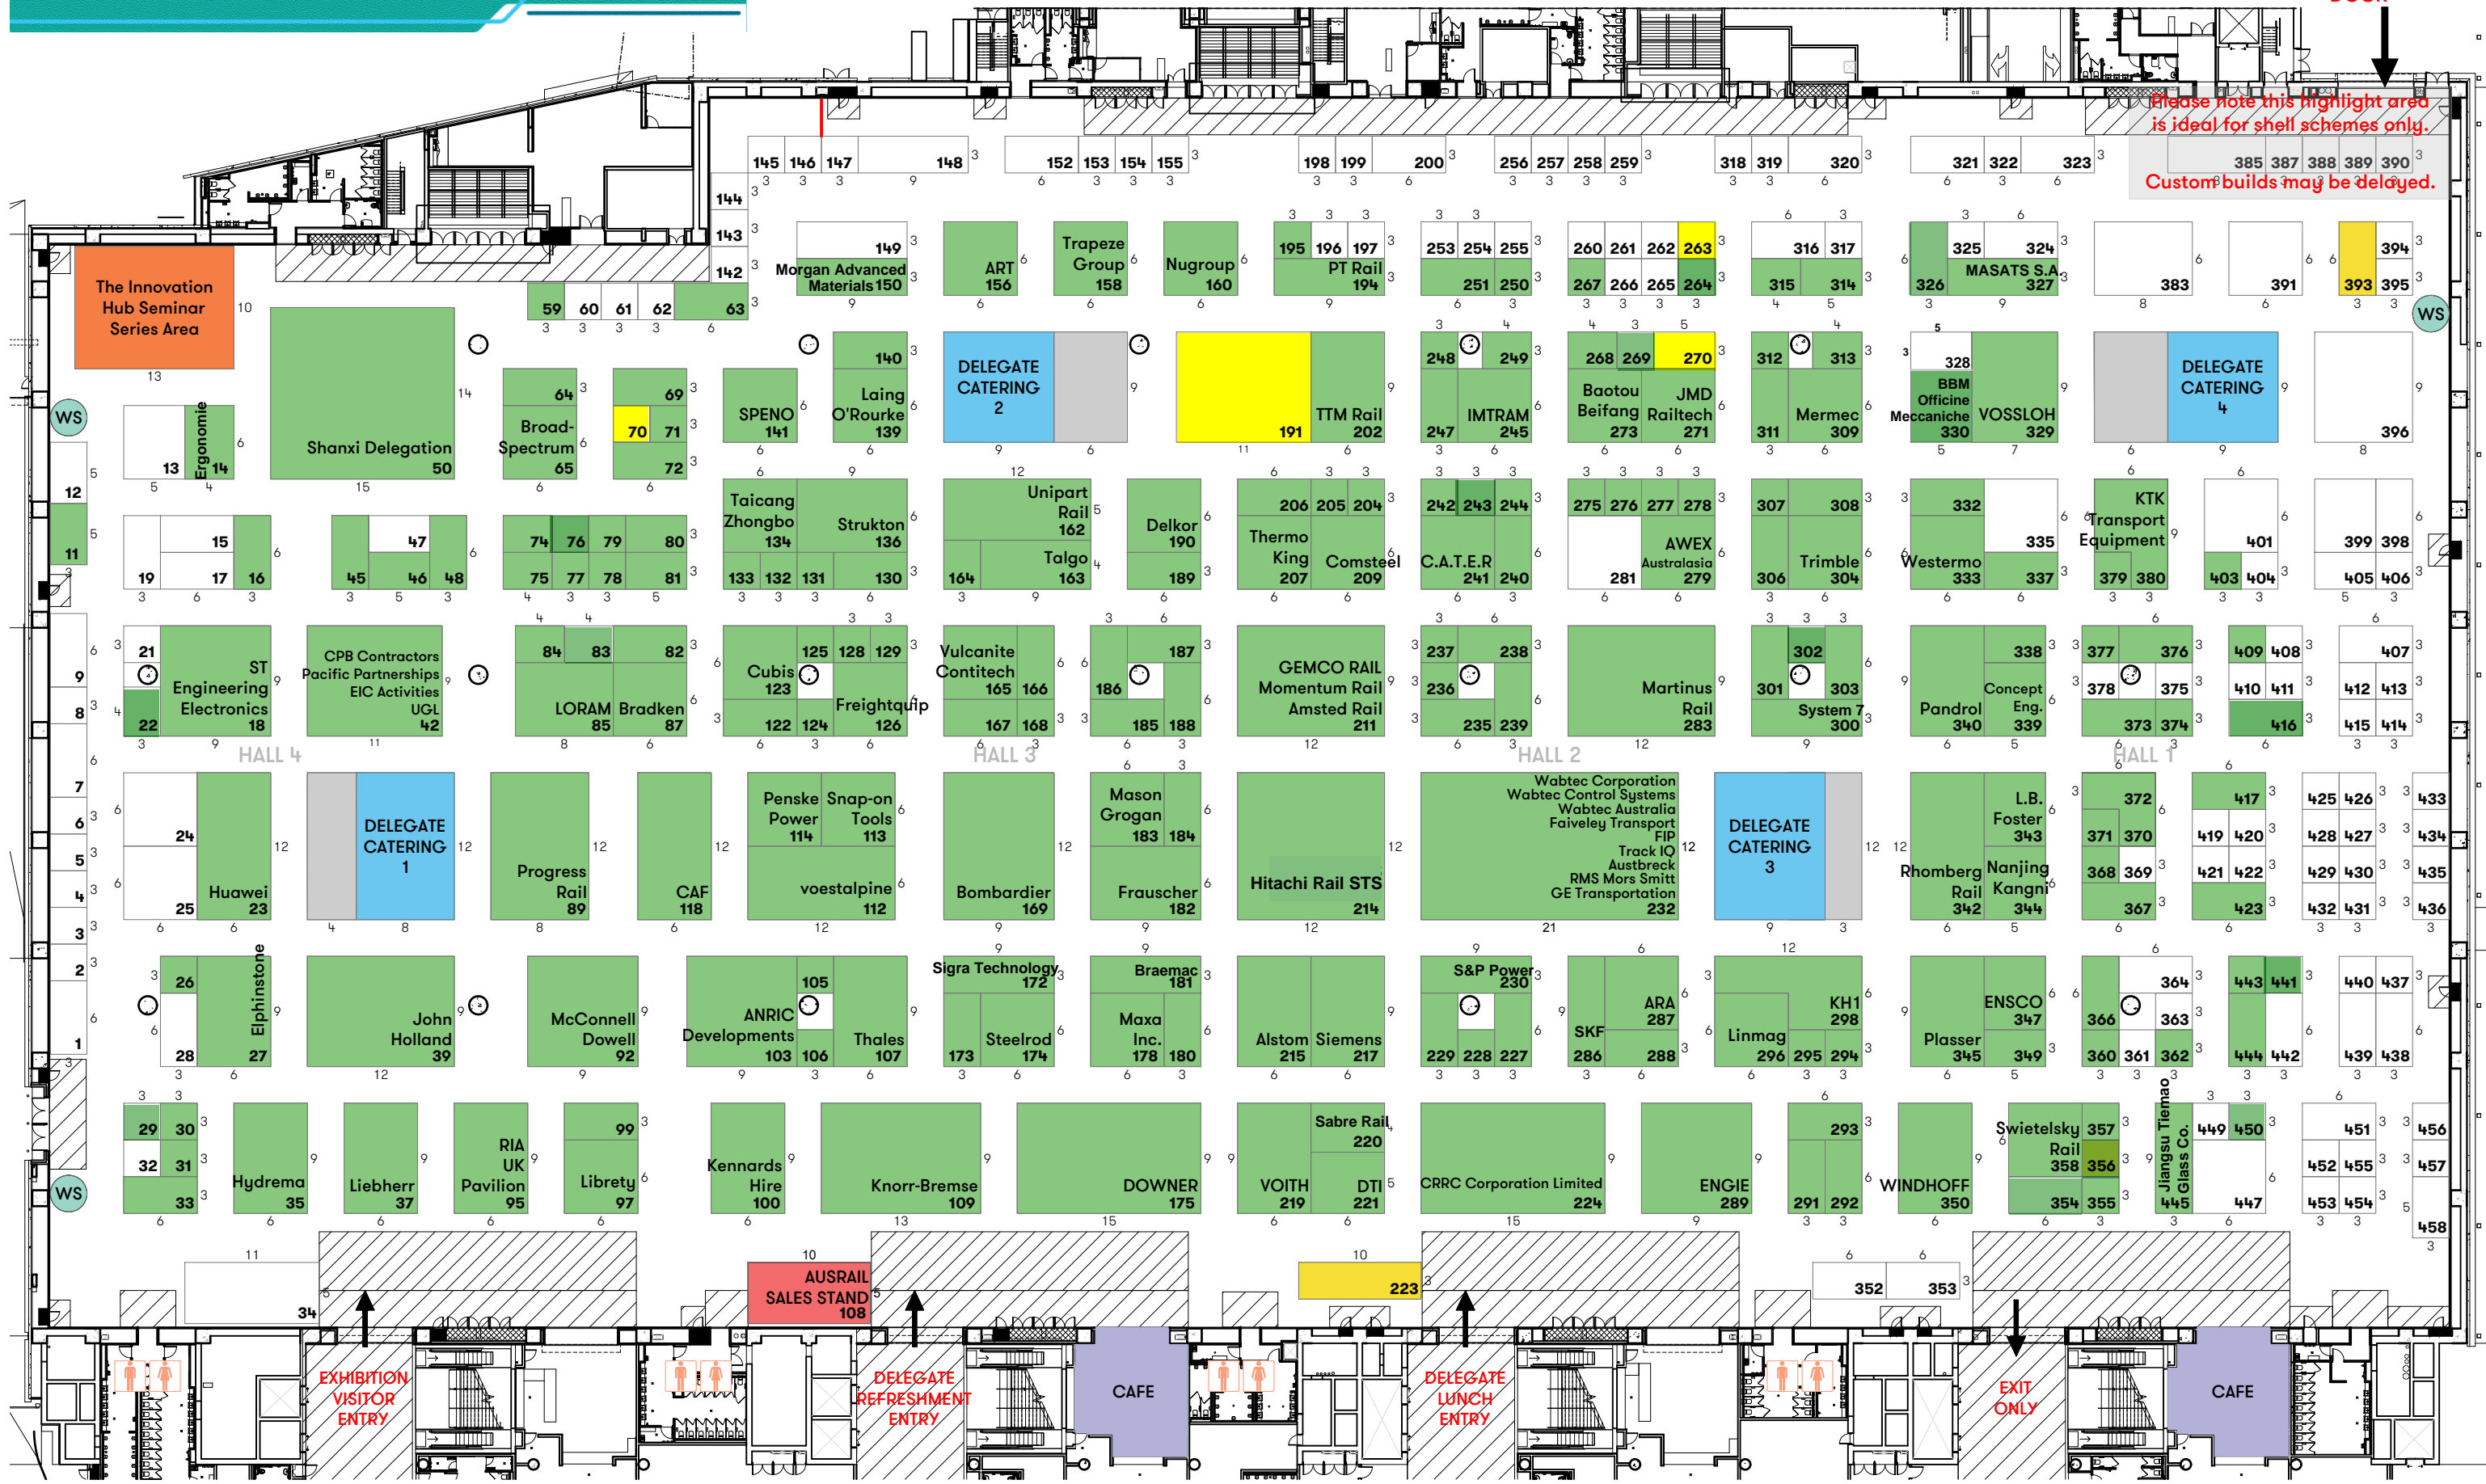 Please note this highlight area
is ideal for shell schemes only.
Custom builds may be delayed.
145 146 147 148 152 153 154 155 198 199 200 256 257 258 259 318 319 320 321 322 323 385 387 388 389 390
144
143
142
149
Morgan Advanced
Materials 150
ART
156
Trapeze
Group
158
Nugroup
160
195 196 197
PT Rail
194
253 254 255
251 250
260 261 262 263
267 266 265 264
316 317
315 314
325 324
326
MASATS S.A.
327
383
391
393
394
395
WS
The Innovation
Hub Seminar
Series Area
59 60 61 62 63
Shanxi Delegation
50
64
Broad-
Spectrum
65
69
70 71
72
SPENO
141
140
Laing
O'Rourke
139
DELEGATE
CATERING
2
191
TTM Rail
202
248 249
247
IMTRAM
245
268 269 270
Baotou
Beifang
273
JMD
Railtech
271
312 313
311
Mermec
309
328
BBM
Officine
Meccaniche
330
VOSSLOH
329
DELEGATE
CATERING
4
396
WS
12
11
13
Ergonomie
14
15
19 17 16
47
45 46 48
74 76 79 80
75 77 78 81
Taicang
Zhongbo
134
Strukton
136
133 132 131 130
Unipart
Rail
162
164
Talgo
163
Delkor
190
189
206 205 204
Thermo
King
207
Comsteel
209
242 243 244
C.A.T.E.R
241 240
275 276 277 278
281
AWEX
Australasia
279
307 308
306
Trimble
304
332
335
Westermo
333 337
KTK
Transport
Equipment
379 380
401
403 404
399 398
405 406
9
8
7
6
5
4
3
2
1
21
22
ST
Engineering
Electronics
18
CPB Contractors
Pacific Partnerships
EIC Activities
UGL
42
84 83 82
LORAM
85
Bradken
87
Cubis
123
125 128 129
122 124
Freightquip
126
Vulcanite
Contitech
165 166
167 168
187
186
185 188
GEMCO RAIL
Momentum Rail
Amsted Rail
211
237 238
236
235 239
Martinus
Rail
283
302
301 303
System 7
300
338
Pandrol
340
Concept
Eng.
339
377 376
378 375
373 374
409 408
410 411
416
407
412 413
415 414
HALL 4
HALL 3
HALL 2
HALL 1
24
25
Huawei
23
DELEGATE
CATERING
1
Progress
Rail
89
CAF
118
Penske
Power
114
Snap-on
Tools
113
voestalpine
112
Bombardier
169
Mason
Grogan
183 184
Frauscher
182
Hitachi Rail STS
214
Wabtec Corporation
Wabtec Control Systems
Wabtec Australia
Faiveley Transport
FIP
Track IQ
Austbreck
RMS Mors Smitt
GE Transportation
232
DELEGATE
CATERING
3
Rhomberg
Rail
342
L.B.
Foster
343
Nanjing
Kangni
344
372
371 370
368 369
367
417
419 420
421 422
423
425 426
428 427
429 430
432 431
433
434
435
436
26
28
Elphinstone
27
John
Holland
39
McConnell
Dowell
92
ANRIC
Developments
103
105
106
Thales
107
Sigra Technology
172
173
Steelrod
174
Braemac
181
Maxa
Inc.
178 180
Alstom
215
Siemens
217
S&P Power
230
229 228 227
SKF
286
ARA
287
288
Linmag
296
KH1
298
295 294
Plasser
345
ENSCO
347
349
366
364
363
360 361 362
443 441
444 442
440 437
439 438
29 30
32 31
33
WS
Hydrema
35
Liebherr
37
RIA
UK
Pavilion
95
99
Librety
97
Kennards
Hire
100
Knorr-Bremse
109
DOWNER
175
VOITH
219
Sabre Rail
220
DTI
221
CRRC Corporation Limited
224
ENGIE
289
293
291 292
WINDHOFF
350
Swietelsky
Rail
358
357
356
354 355
Jiangsu Tiemao
Glass Co.
445
449 450
447
451
452 455
453 454
456
457
458
34
AUSRAIL
SALES STAND
108
223
352 353
EXHIBITION
VISITOR
ENTRY
DELEGATE
REFRESHMENT
ENTRY
CAFE
DELEGATE
LUNCH
ENTRY
EXIT
ONLY
CAFE